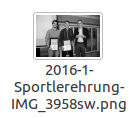 2016-1-
Sportlerehrung-
IMG_3958sw.png